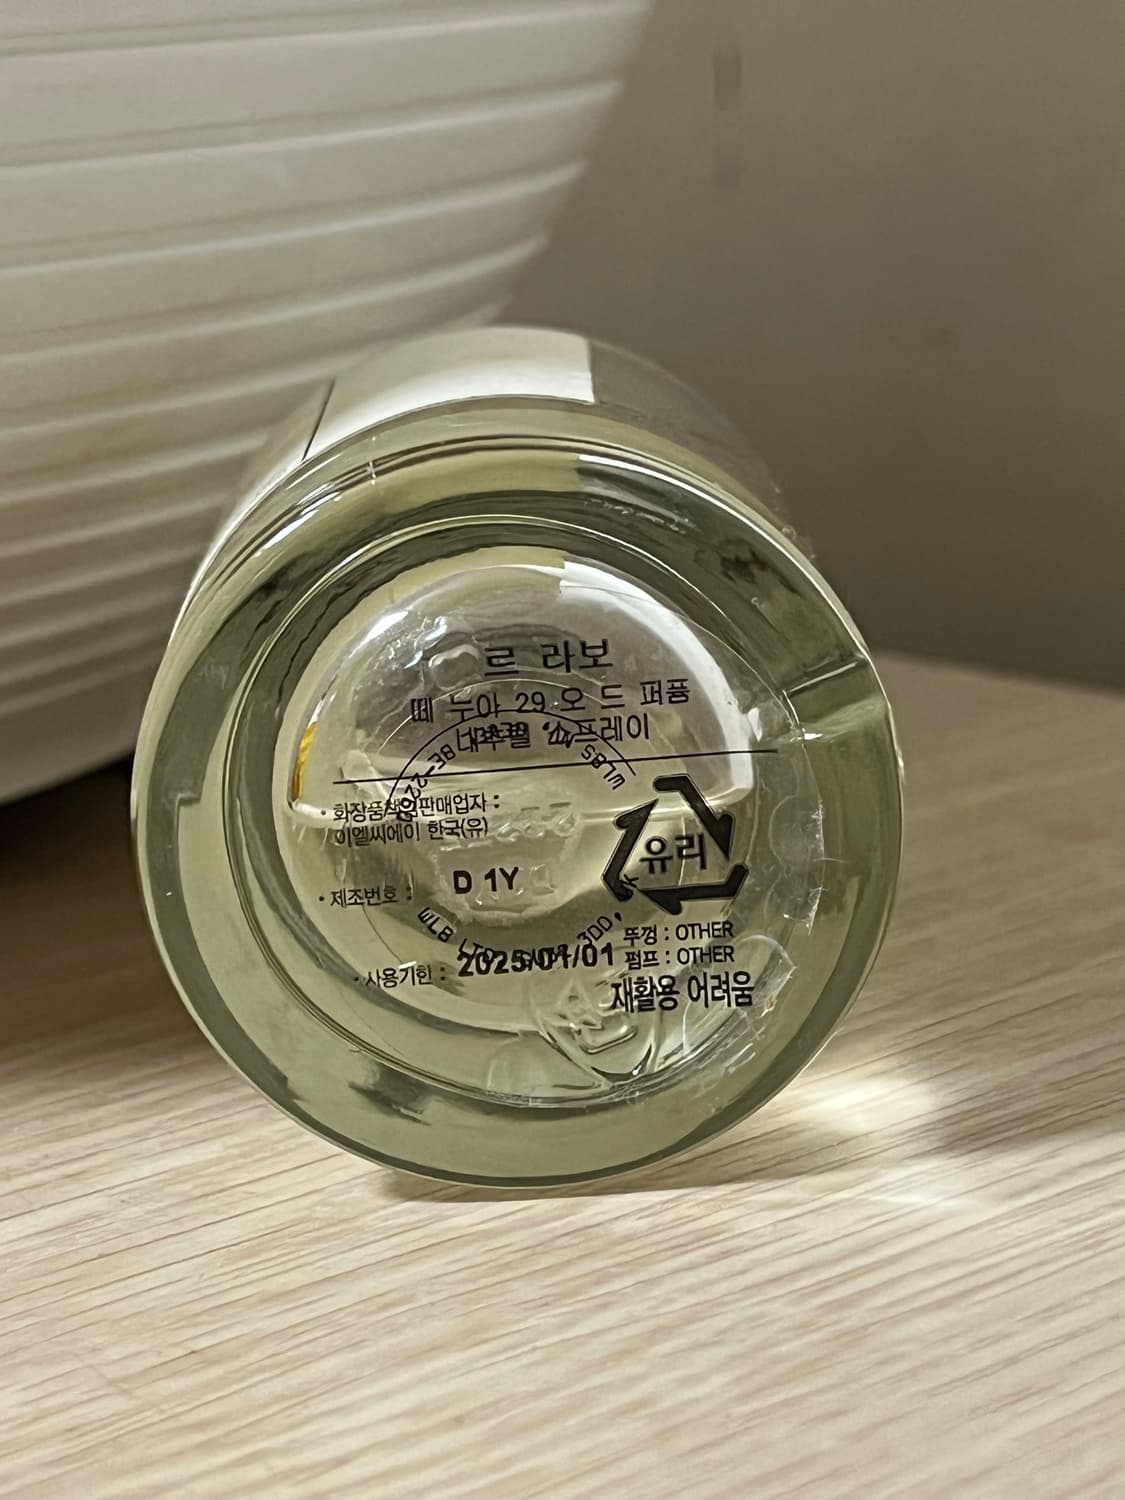 르 라보
떼 누아 29 오 드 퍼퓸
내추럴 스프레이
• 화장품책임판매업자 :
이엘씨에이 한국(유)
유리
• 제조번호 : D 1Y
뚜껑 : OTHER
• 사용기한 : 2025/01/01
펌프 : OTHER
재활용 어려움